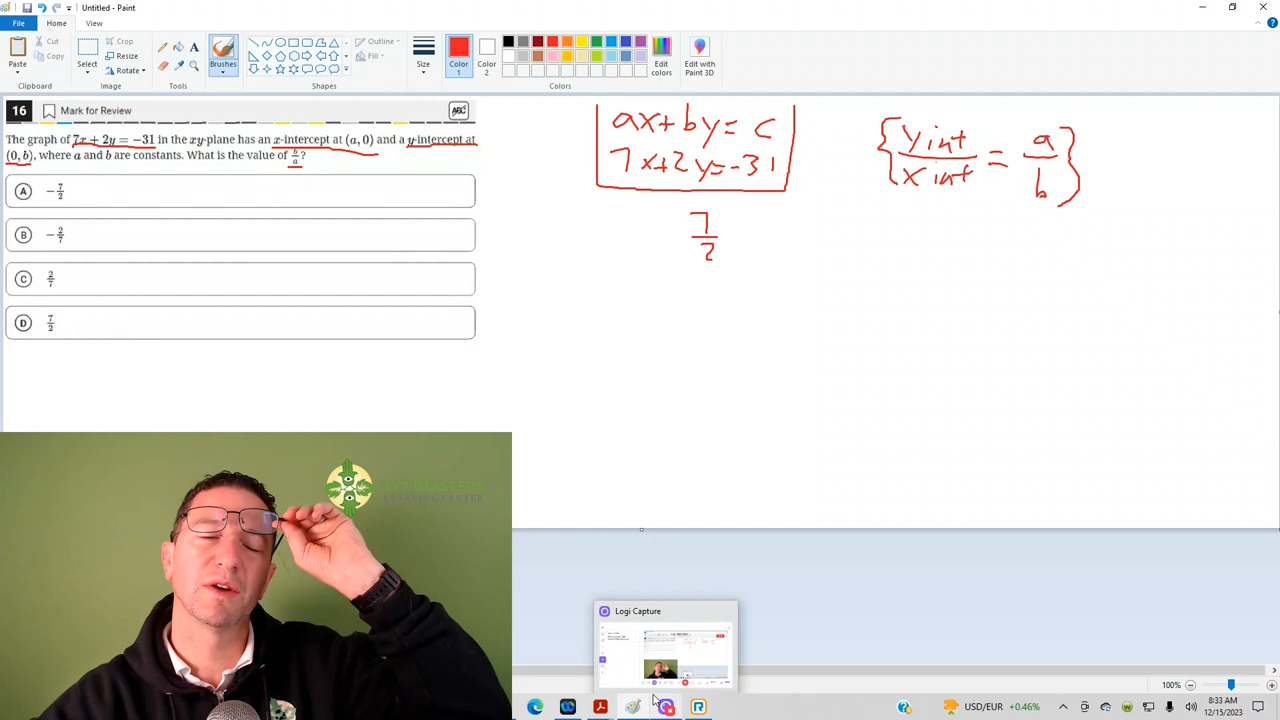 Untitled - Paint
File
Home
View
Paste
Cut
Copy
Clipboard
Select
Crop
Resize
Rotate
Image
Tools
Brushes
Outline
Fill
Shapes
Size
Color 1
Color 2
Edit colors
Edit with Paint 3D
Colors
16 Mark for Review ABC
The graph of 7x + 2y = −31 in the xy-plane has an x-intercept at (a, 0) and a y-intercept at
(0, b), where a and b are constants. What is the value of b/a?
A −7/2
B −2/7
C 2/7
D 7/2
ax+by=c
7x+2y=-31
7/2
{y int/x int = a/b}
LEARNING CENTER
Logi Capture
100%
USD/EUR +0.46%
8:33 AM
12/15/2023